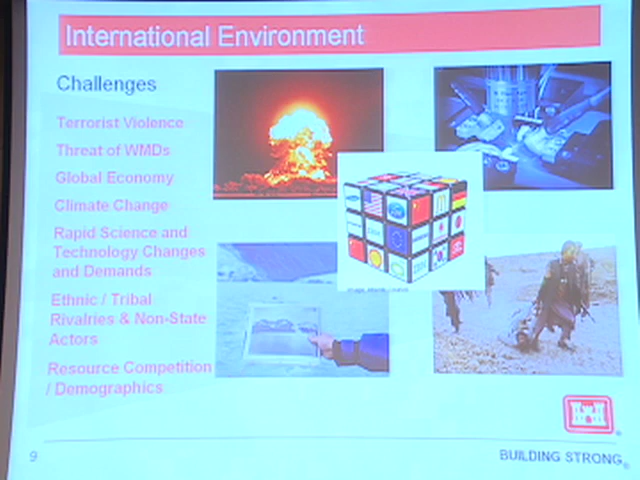 International Environment
Challenges
Terrorist Violence
Threat of WMDs
Global Economy
Climate Change
Rapid Science and
Technology Changes
and Demands
Ethnic / Tribal
Rivalries & Non-State
Actors
Resource Competition
/ Demographics
9
BUILDING STRONG®